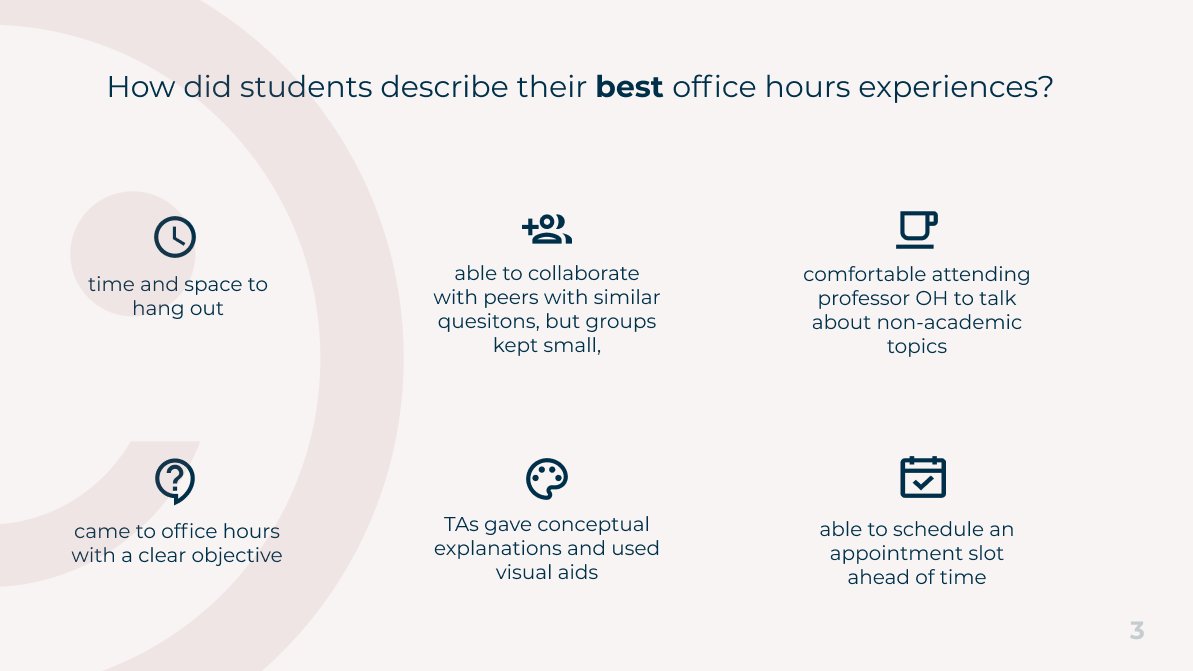 How did students describe their best office hours experiences?
time and space to
hang out
able to collaborate
with peers with similar
quesitons, but groups
kept small,
comfortable attending
professor OH to talk
about non-academic
topics
came to office hours
with a clear objective
TAs gave conceptual
explanations and used
visual aids
able to schedule an
appointment slot
ahead of time
3